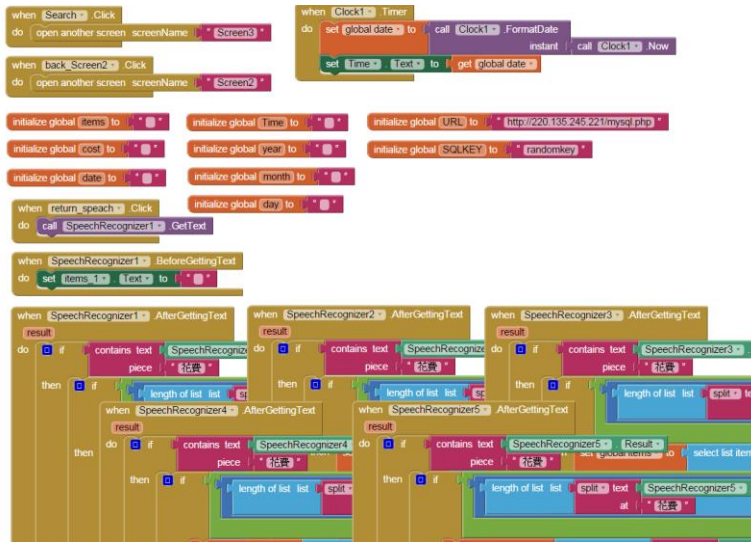 when Search .Click
do open another screen screenName " Screen3 "
when back_Screen2 .Click
do open another screen screenName " Screen2 "
when Clock1 .Timer
do set global date to call Clock1 .FormatDate
instant call Clock1 .Now
set Time . Text to get global date
initialize global items to " "
initialize global cost to " "
initialize global date to " "
initialize global Time to " "
initialize global year to " "
initialize global month to " "
initialize global day to " "
initialize global URL to " http://220.135.245.221/mysql.php "
initialize global SQLKEY to " randomkey "
when return_speach .Click
do call SpeechRecognizer1 .GetText
when SpeechRecognizer1 .BeforeGettingText
do set items_1 . Text to " "
when SpeechRecognizer1 .AfterGettingText
result
do if contains text SpeechRecognize
piece " 花費 "
then if length of list list sp
then
when SpeechRecognizer2 .AfterGettingText
result
do if contains text SpeechRecognize
piece " 花費 "
then if length of list list sp
when SpeechRecognizer3 .AfterGettingText
result
do if contains text SpeechRecognizer3
piece " 花費 "
then if length of list list split te
when SpeechRecognizer4 .AfterGettingText
result
do if contains text SpeechRecognizer4
piece " 花費 "
then if length of list list split
when SpeechRecognizer5 .AfterGettingText
result
do if contains text SpeechRecognizer5 . Result
piece " 花費 "
set global items to select list item
then if length of list list split text SpeechRecognizer5
at " 花費 "